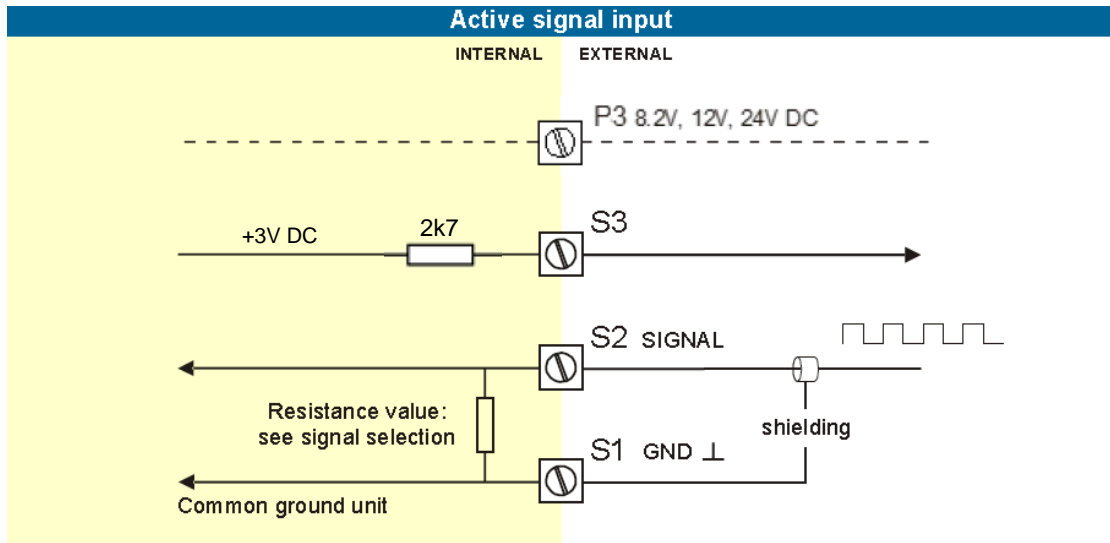 Active signal input
INTERNAL EXTERNAL
P3 8.2V, 12V, 24V DC
+3V DC 2k7 S3
S2 SIGNAL
Resistance value:
see signal selection
shielding
S1 GND ⊥
Common ground unit